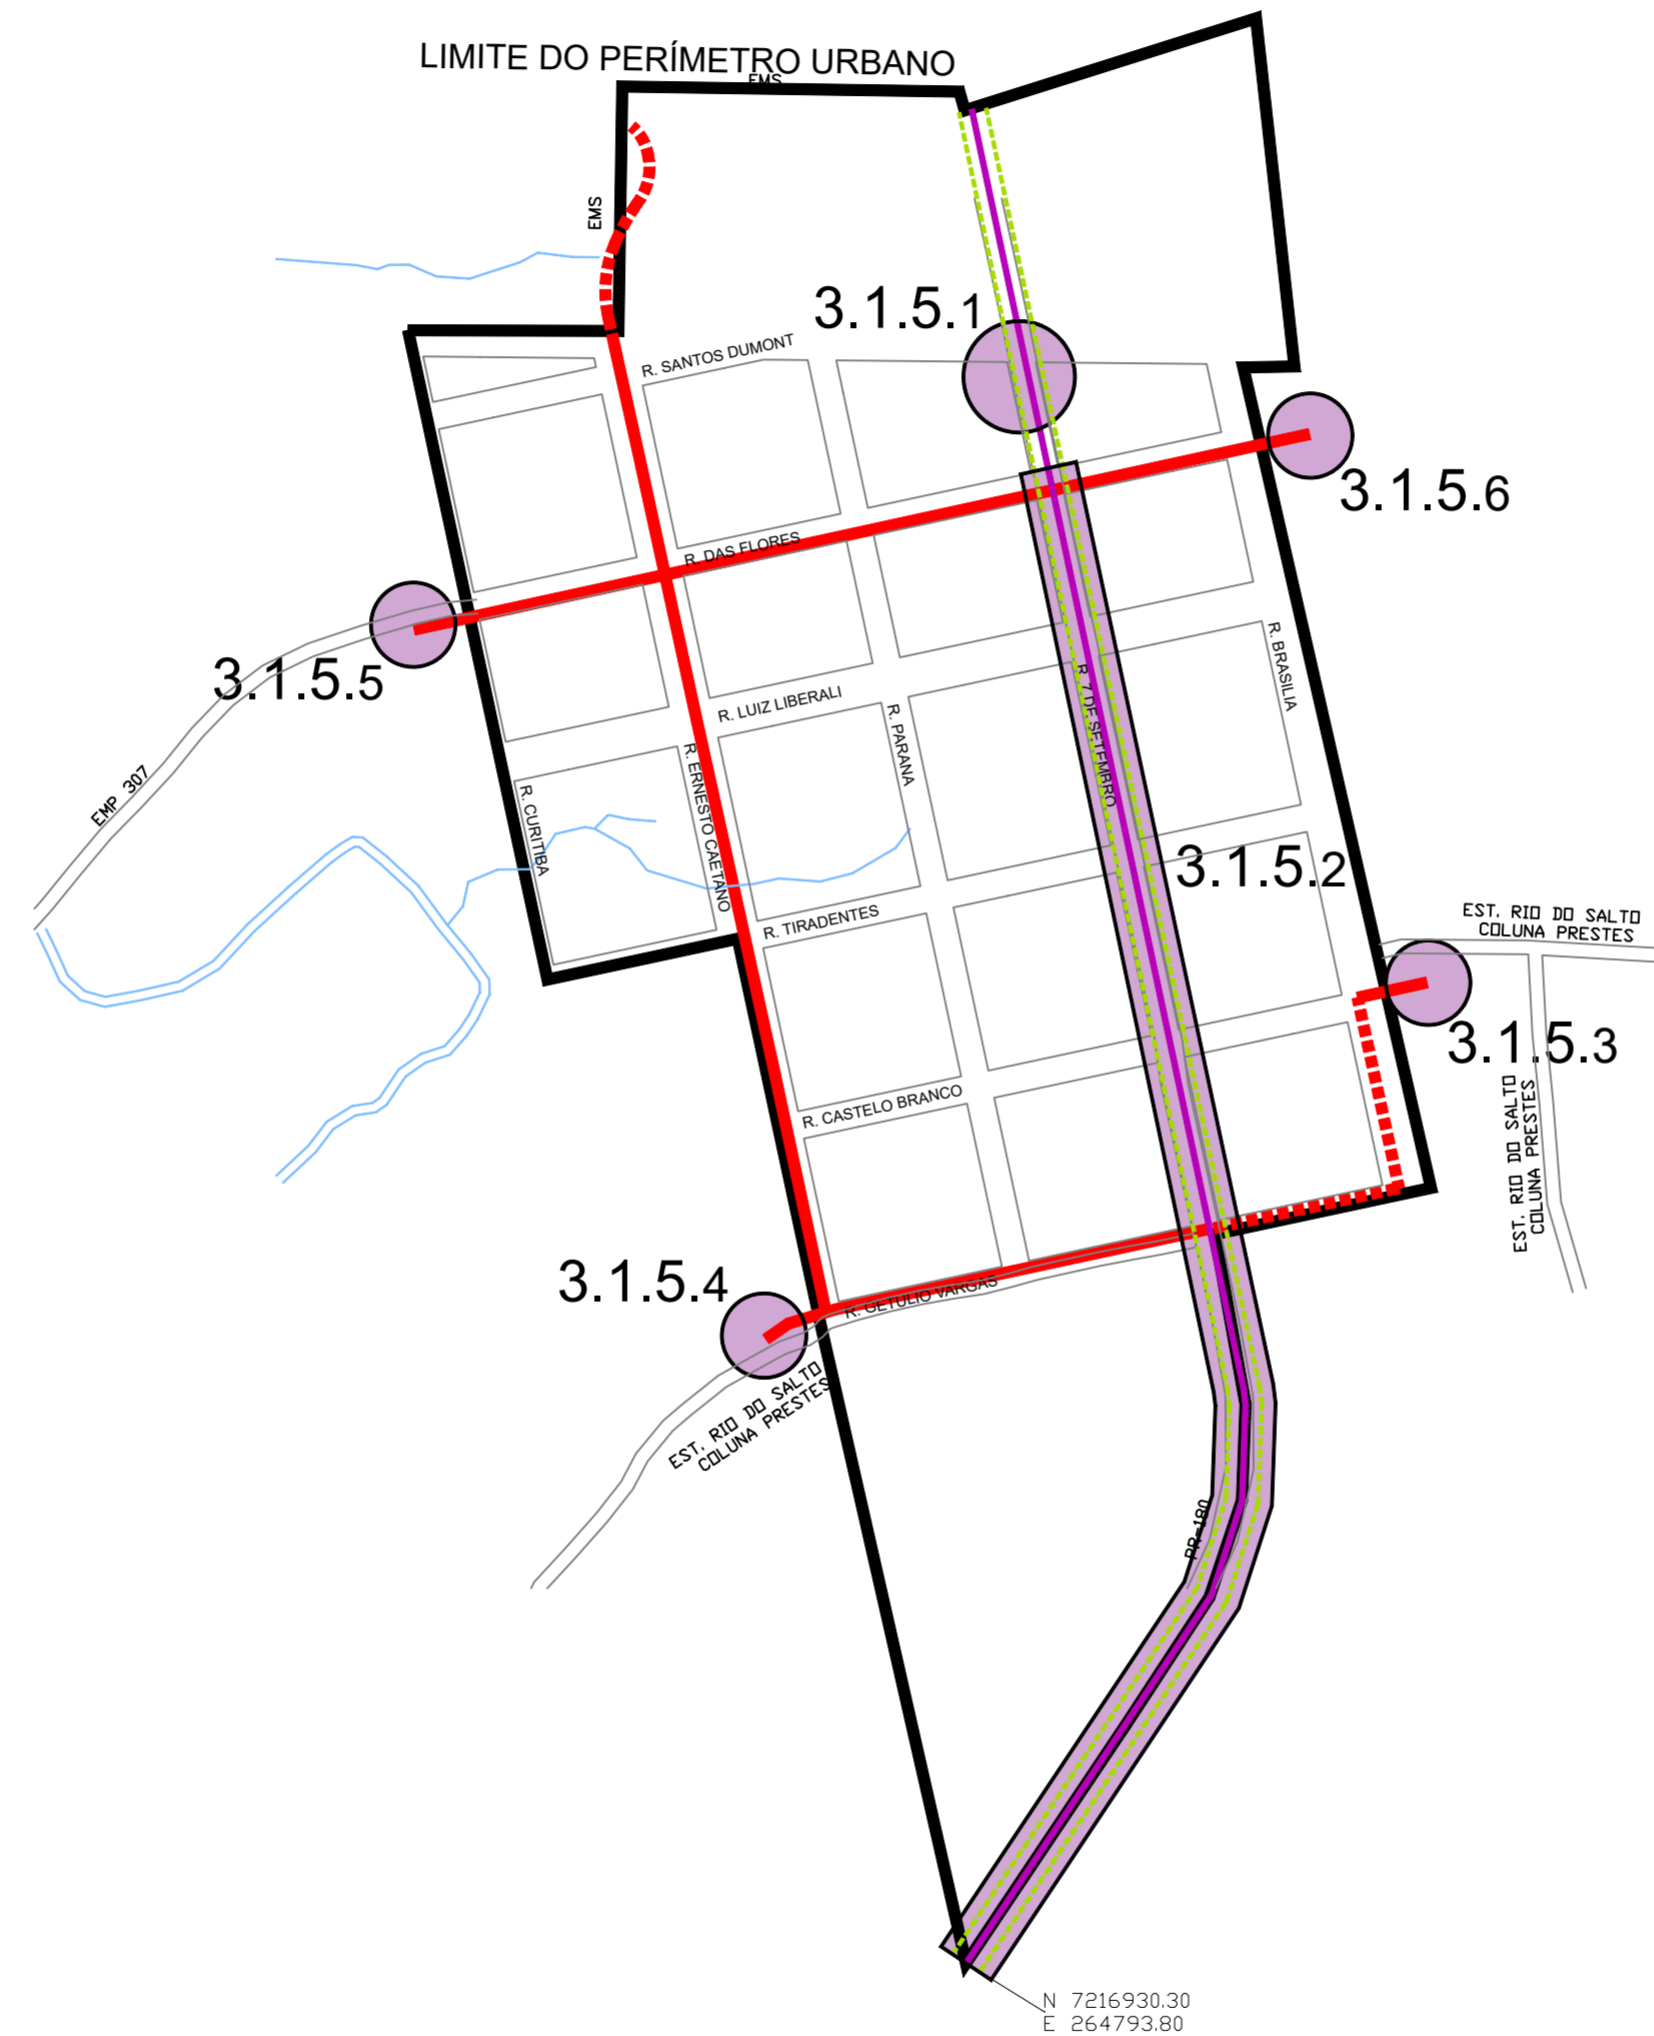 LIMITE DO PERÍMETRO URBANO
EMS
EMS
3.1.5.1
R. SANTOS DUMONT
3.1.5.6
R. DAS FLORES
3.1.5.5
R. BRASILIA
R. LUIZ LIBERALI
R. PARANA
R. 7 DE SETEMBRO
R. ERNESTO CAETANO
EMP 307
R. CURITIBA
3.1.5.2
R. TIRADENTES
EST. RIO DO SALTO
COLUNA PRESTES
3.1.5.3
R. CASTELO BRANCO
EST. RIO DO SALTO
COLUNA PRESTES
3.1.5.4
R. GETULIO VARGAS
EST. RIO DO SALTO
COLUNA PRESTES
PR-180
N 7216930.30
E 264793.80